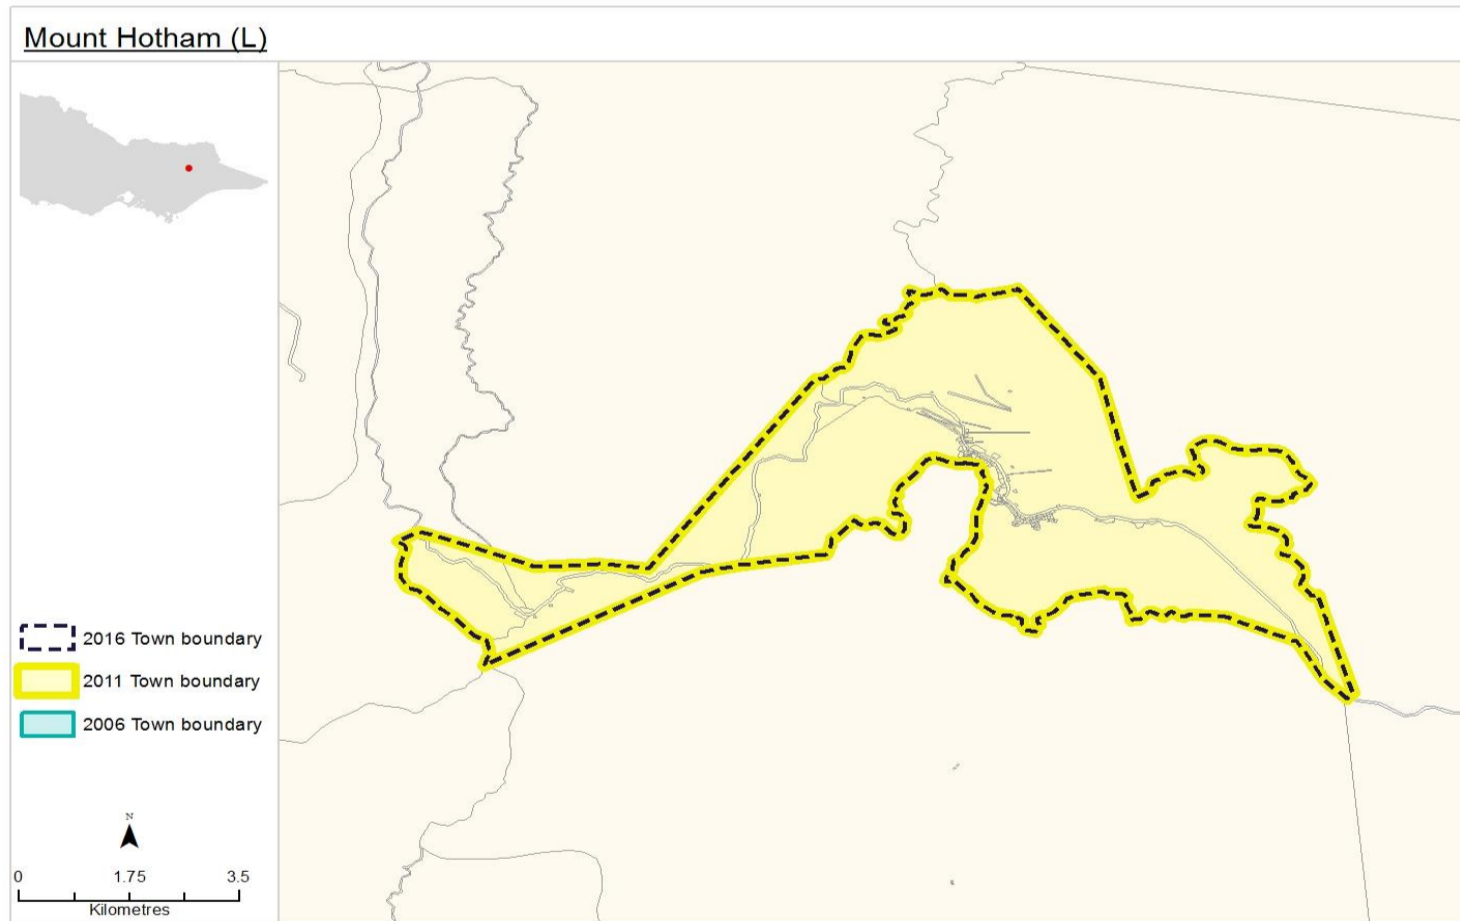 Mount Hotham (L)
2016 Town boundary
2011 Town boundary
2006 Town boundary
N
0 1.75 3.5
Kilometres